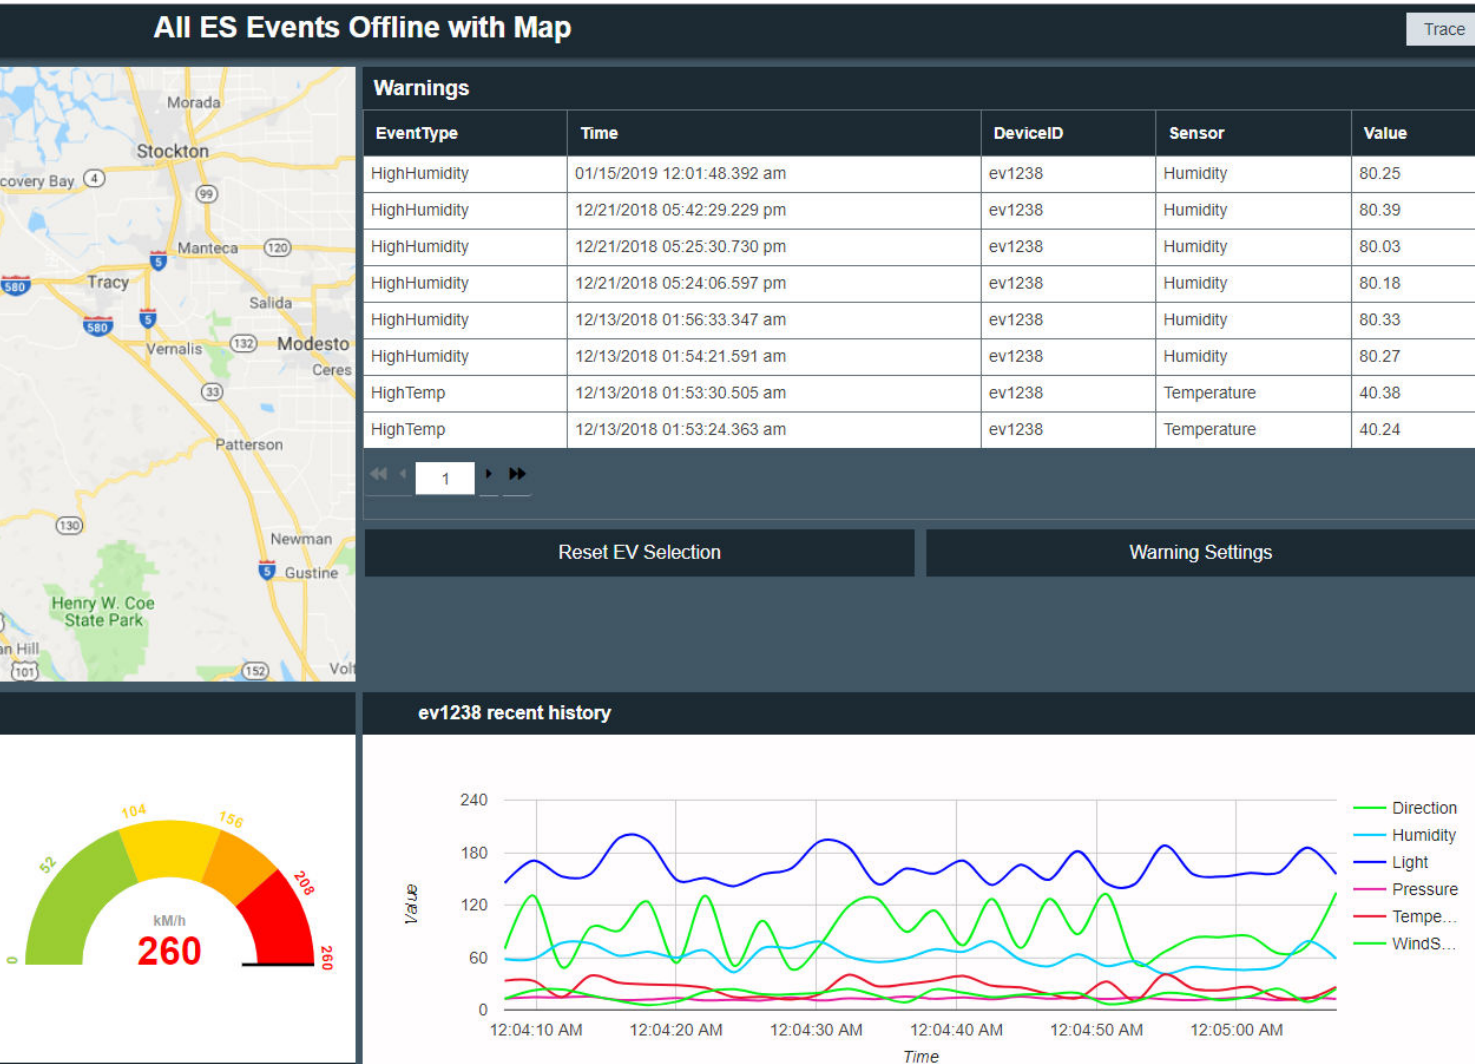 All ES Events Offline with Map
Trace
Morada
Stockton
covery Bay
4
99
Manteca
120
5
580
Tracy
Salida
580
5
Vernalis
132
Modesto
Ceres
33
Patterson
130
Newman
5
Gustine
Henry W. Coe
State Park
an Hill
101
152
Volt
Warnings
EventType Time DeviceID Sensor Value
HighHumidity 01/15/2019 12:01:48.392 am ev1238 Humidity 80.25
HighHumidity 12/21/2018 05:42:29.229 pm ev1238 Humidity 80.39
HighHumidity 12/21/2018 05:25:30.730 pm ev1238 Humidity 80.03
HighHumidity 12/21/2018 05:24:06.597 pm ev1238 Humidity 80.18
HighHumidity 12/13/2018 01:56:33.347 am ev1238 Humidity 80.33
HighHumidity 12/13/2018 01:54:21.591 am ev1238 Humidity 80.27
HighTemp 12/13/2018 01:53:30.505 am ev1238 Temperature 40.38
HighTemp 12/13/2018 01:53:24.363 am ev1238 Temperature 40.24
1
Reset EV Selection
Warning Settings
0
52
104
156
208
260
kM/h
260
ev1238 recent history
240
180
120
60
0
Value
12:04:10 AM 12:04:20 AM 12:04:30 AM 12:04:40 AM 12:04:50 AM 12:05:00 AM
Time
Direction
Humidity
Light
Pressure
Tempe...
WindS...